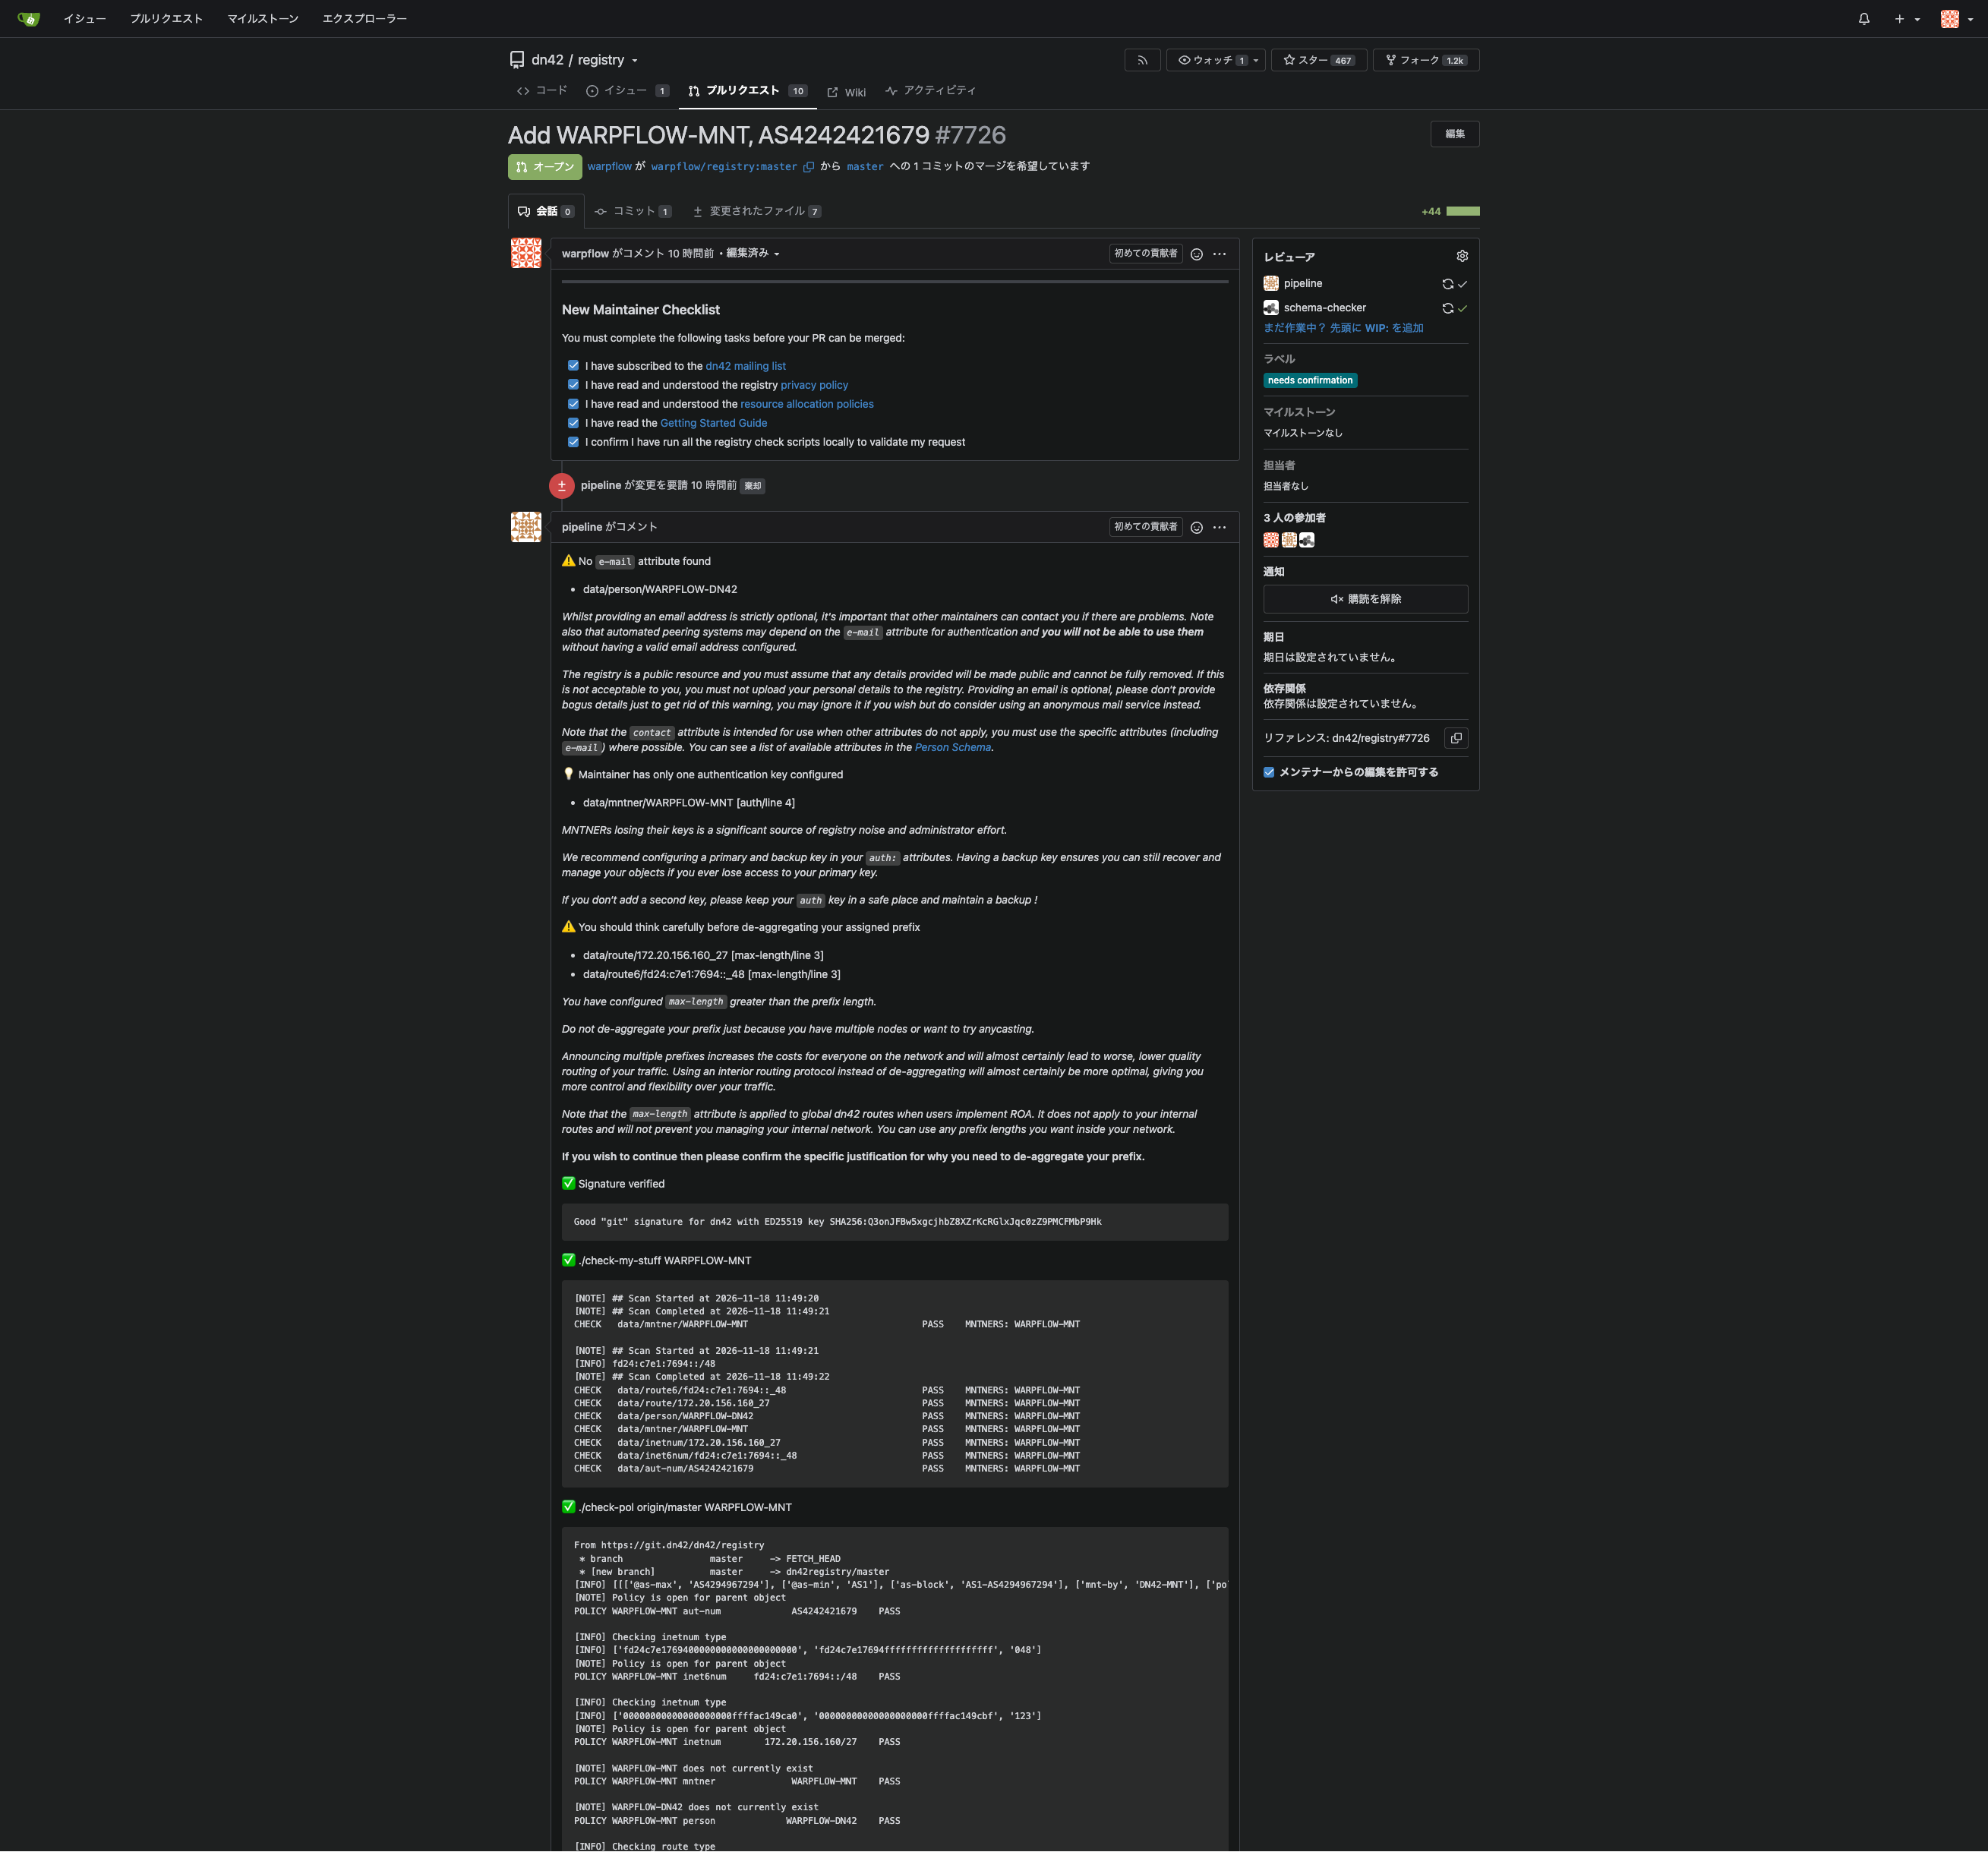 イシュー プルリクエスト マイルストーン エクスプローラー
dn42 / registry
ウォッチ 1 スター 467 フォーク 1.2k
コード イシュー 1 プルリクエスト 10 Wiki アクティビティ
Add WARPFLOW-MNT, AS4242421679 #7726
編集
オープン warpflow が warpflow/registry:master から master への 1 コミットのマージを希望しています
会話 0 コミット 1 変更されたファイル 7 +44
warpflow がコメント 10 時間前 • 編集済み 初めての貢献者
New Maintainer Checklist
You must complete the following tasks before your PR can be merged:
I have subscribed to the dn42 mailing list
I have read and understood the registry privacy policy
I have read and understood the resource allocation policies
I have read the Getting Started Guide
I confirm I have run all the registry check scripts locally to validate my request
pipeline が変更を要請 10 時間前 棄却
pipeline がコメント 初めての貢献者
⚠️ No e-mail attribute found
• data/person/WARPFLOW-DN42
Whilst providing an email address is strictly optional, it's important that other maintainers can contact you if there are problems. Note
also that automated peering systems may depend on the e-mail attribute for authentication and you will not be able to use them
without having a valid email address configured.
The registry is a public resource and you must assume that any details provided will be made public and cannot be fully removed. If this
is not acceptable to you, you must not upload your personal details to the registry. Providing an email is optional, please don't provide
bogus details just to get rid of this warning, you may ignore it if you wish but do consider using an anonymous mail service instead.
Note that the contact attribute is intended for use when other attributes do not apply, you must use the specific attributes (including
e-mail) where possible. You can see a list of available attributes in the Person Schema.
💡 Maintainer has only one authentication key configured
• data/mntner/WARPFLOW-MNT [auth/line 4]
MNTNERs losing their keys is a significant source of registry noise and administrator effort.
We recommend configuring a primary and backup key in your auth: attributes. Having a backup key ensures you can still recover and
manage your objects if you ever lose access to your primary key.
If you don't add a second key, please keep your auth key in a safe place and maintain a backup !
⚠️ You should think carefully before de-aggregating your assigned prefix
• data/route/172.20.156.160_27 [max-length/line 3]
• data/route6/fd24:c7e1:7694::_48 [max-length/line 3]
You have configured max-length greater than the prefix length.
Do not de-aggregate your prefix just because you have multiple nodes or want to try anycasting.
Announcing multiple prefixes increases the costs for everyone on the network and will almost certainly lead to worse, lower quality
routing of your traffic. Using an interior routing protocol instead of de-aggregating will almost certainly be more optimal, giving you
more control and flexibility over your traffic.
Note that the max-length attribute is applied to global dn42 routes when users implement ROA. It does not apply to your internal
routes and will not prevent you managing your internal network. You can use any prefix lengths you want inside your network.
If you wish to continue then please confirm the specific justification for why you need to de-aggregate your prefix.
✅ Signature verified
Good "git" signature for dn42 with ED25519 key SHA256:Q3onJFBw5xgcjhbZ8XZrKcRGlxJqc0zZ9PMCFMbP9Hk
✅ ./check-my-stuff WARPFLOW-MNT
[NOTE] ## Scan Started at 2026-11-18 11:49:20
[NOTE] ## Scan Completed at 2026-11-18 11:49:21
CHECK data/mntner/WARPFLOW-MNT PASS MNTNERS: WARPFLOW-MNT
[NOTE] ## Scan Started at 2026-11-18 11:49:21
[INFO] fd24:c7e1:7694::/48
[NOTE] ## Scan Completed at 2026-11-18 11:49:22
CHECK data/route6/fd24:c7e1:7694::_48 PASS MNTNERS: WARPFLOW-MNT
CHECK data/route/172.20.156.160_27 PASS MNTNERS: WARPFLOW-MNT
CHECK data/person/WARPFLOW-DN42 PASS MNTNERS: WARPFLOW-MNT
CHECK data/mntner/WARPFLOW-MNT PASS MNTNERS: WARPFLOW-MNT
CHECK data/inetnum/172.20.156.160_27 PASS MNTNERS: WARPFLOW-MNT
CHECK data/inet6num/fd24:c7e1:7694::_48 PASS MNTNERS: WARPFLOW-MNT
CHECK data/aut-num/AS4242421679 PASS MNTNERS: WARPFLOW-MNT
✅ ./check-pol origin/master WARPFLOW-MNT
From https://git.dn42/dn42/registry
* branch master -> FETCH_HEAD
* [new branch] master -> dn42registry/master
[INFO] [[['@as-max', 'AS4294967294'], ['@as-min', 'AS1'], ['as-block', 'AS1-AS4294967294'], ['mnt-by', 'DN42-MNT'], ['po
[NOTE] Policy is open for parent object
POLICY WARPFLOW-MNT aut-num AS4242421679 PASS
[INFO] Checking inetnum type
[INFO] ['fd24c7e1769400000000000000000000', 'fd24c7e17694ffffffffffffffffffff', '048']
[NOTE] Policy is open for parent object
POLICY WARPFLOW-MNT inet6num fd24:c7e1:7694::/48 PASS
[INFO] Checking inetnum type
[INFO] ['00000000000000000000ffffac149ca0', '00000000000000000000ffffac149cbf', '123']
[NOTE] Policy is open for parent object
POLICY WARPFLOW-MNT inetnum 172.20.156.160/27 PASS
[NOTE] WARPFLOW-MNT does not currently exist
POLICY WARPFLOW-MNT mntner WARPFLOW-MNT PASS
[NOTE] WARPFLOW-DN42 does not currently exist
POLICY WARPFLOW-MNT person WARPFLOW-DN42 PASS
[INFO] Checking route type
レビューア
pipeline
schema-checker
まだ作業中？ 先頭に WIP: を追加
ラベル
needs confirmation
マイルストーン
マイルストーンなし
担当者
担当者なし
3 人の参加者
通知
購読を解除
期日
期日は設定されていません。
依存関係
依存関係は設定されていません。
リファレンス: dn42/registry#7726
メンテナーからの編集を許可する